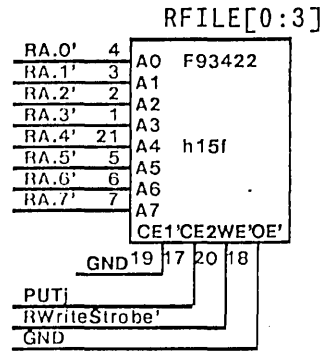 RFILE[0:3]
RA.0' 4 A0 F93422
RA.1' 3 A1
RA.2' 2 A2
RA.3' 1 A3
RA.4' 21 A4 h15f
RA.5' 5 A5
RA.6' 6 A6
RA.7' 7 A7
CE1'CE2WE'OE'
GND 19 17 20 18
PUTj
RWriteStrobe'
GND